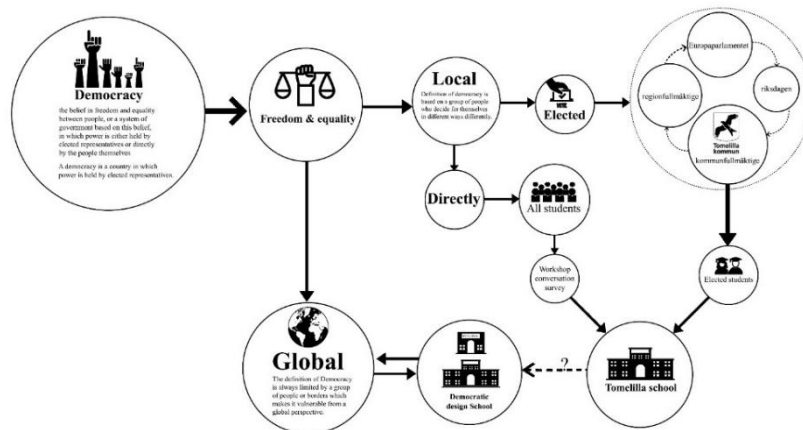 Democracy
the belief in freedom and equality
between people, or a system of
government based on this belief,
in which power is either held by
elected representatives or directly
by the people themselves
A democracy is a country in which
power is held by elected representatives.
Freedom & equality
Local
Definition of democracy is
based on a group of people
who decide for themselves
in different ways differently.
Elected
Europaparlamentet
regionfullmäktige
riksdagen
Tomelilla
kommun
kommunfullmäktige
Directly
All students
Workshop
conversation
survey
Elected students
Global
The definition of Democracy
is always limited by a group
of people or borders which
makes it vulnerable from a
global perspective.
Democratic
design School
?
Tomelilla school